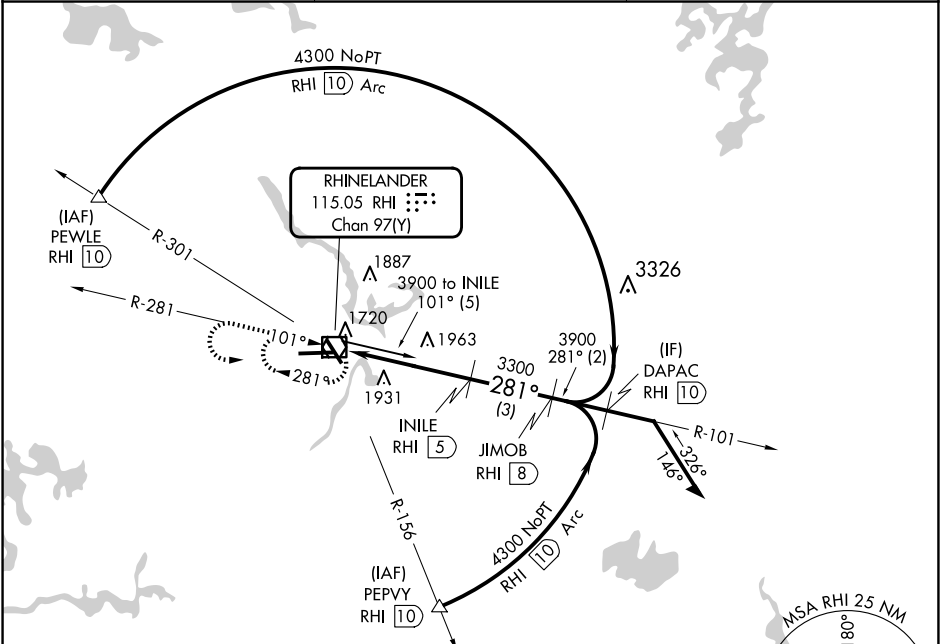 4300 NoPT
RHI 10 Arc
RHINELANDER
115.05 RHI
Chan 97(Y)
(IAF)
PEWLE
RHI 10
R-301
R-281
1887
3326
3900 to INILE
101° (5)
1720
1963
101°
281°
1931
3900
281° (2)
(IF)
DAPAC
RHI 10
3300
281°
(3)
INILE
RHI 5
JIMOB
RHI 8
R-101
326°
146°
R-156
4300 NoPT
RHI 10 Arc
(IAF)
PEPVY
RHI 10
MSA RHI 25 NM